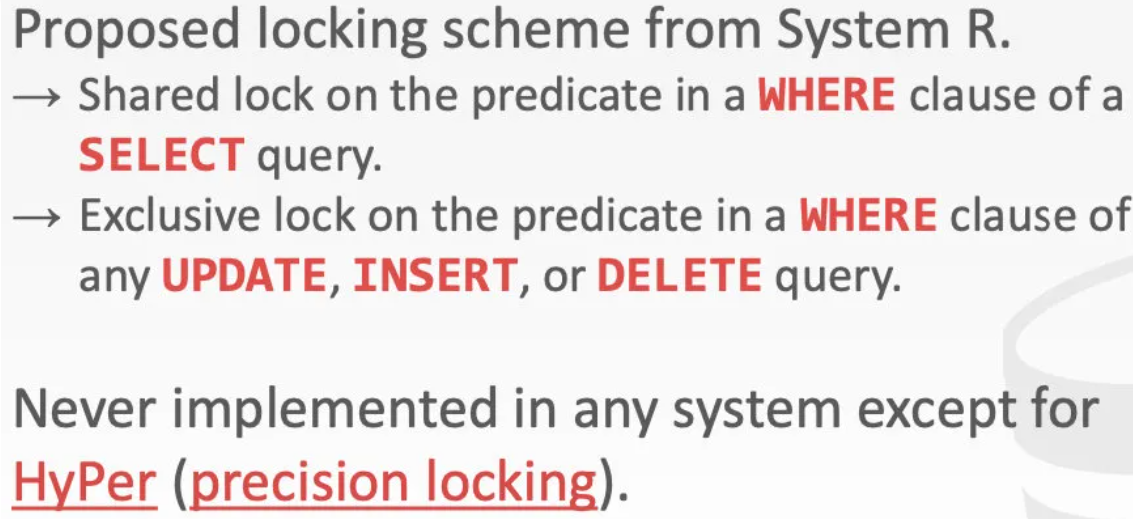 Proposed locking scheme from System R.
→ Shared lock on the predicate in a WHERE clause of a
SELECT query.
→ Exclusive lock on the predicate in a WHERE clause of
any UPDATE, INSERT, or DELETE query.
Never implemented in any system except for
HyPer (precision locking).